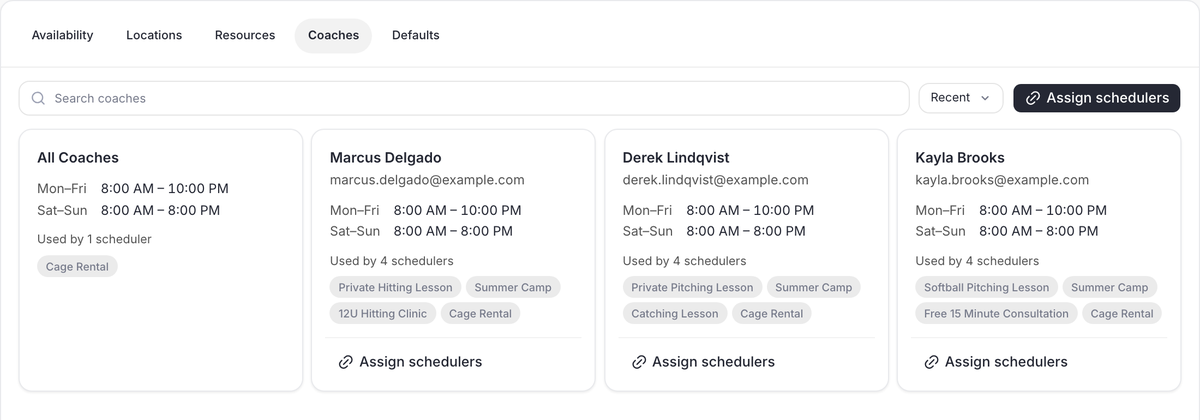 Availability Locations Resources Coaches Defaults
Search coaches
Recent
Assign schedulers
All Coaches
Mon–Fri 8:00 AM – 10:00 PM
Sat–Sun 8:00 AM – 8:00 PM
Used by 1 scheduler
Cage Rental
Marcus Delgado
marcus.delgado@example.com
Mon–Fri 8:00 AM – 10:00 PM
Sat–Sun 8:00 AM – 8:00 PM
Used by 4 schedulers
Private Hitting Lesson Summer Camp
12U Hitting Clinic Cage Rental
Assign schedulers
Derek Lindqvist
derek.lindqvist@example.com
Mon–Fri 8:00 AM – 10:00 PM
Sat–Sun 8:00 AM – 8:00 PM
Used by 4 schedulers
Private Pitching Lesson Summer Camp
Catching Lesson Cage Rental
Assign schedulers
Kayla Brooks
kayla.brooks@example.com
Mon–Fri 8:00 AM – 10:00 PM
Sat–Sun 8:00 AM – 8:00 PM
Used by 4 schedulers
Softball Pitching Lesson Summer Camp
Free 15 Minute Consultation Cage Rental
Assign schedulers